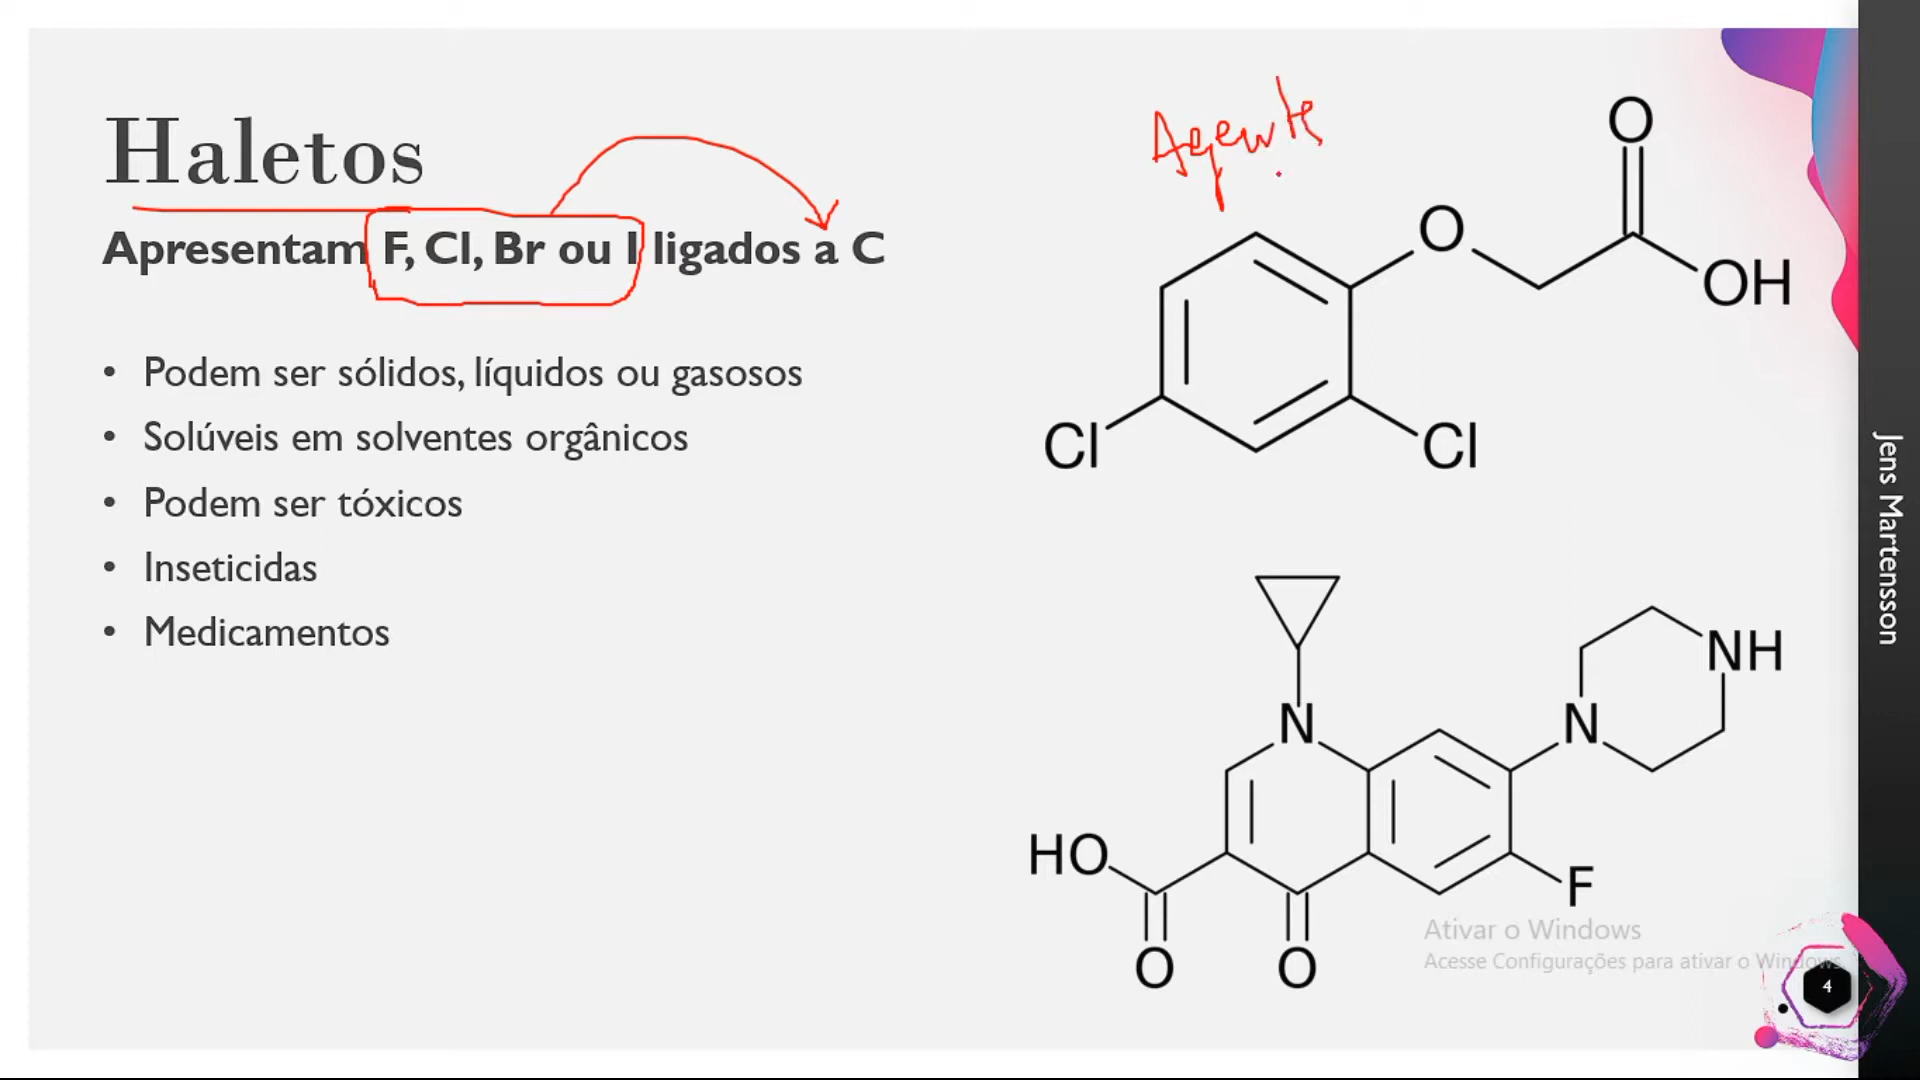 Haletos
Apresentam F, Cl, Br ou I ligados a C
• Podem ser sólidos, líquidos ou gasosos
• Solúveis em solventes orgânicos
• Podem ser tóxicos
• Inseticidas
• Medicamentos
Agente
O
O
OH
Cl
Cl
NH
N
N
HO
F
O
O
Ativar o Windows
Acesse Configurações para ativar o Windows.
4
Jens Martensson